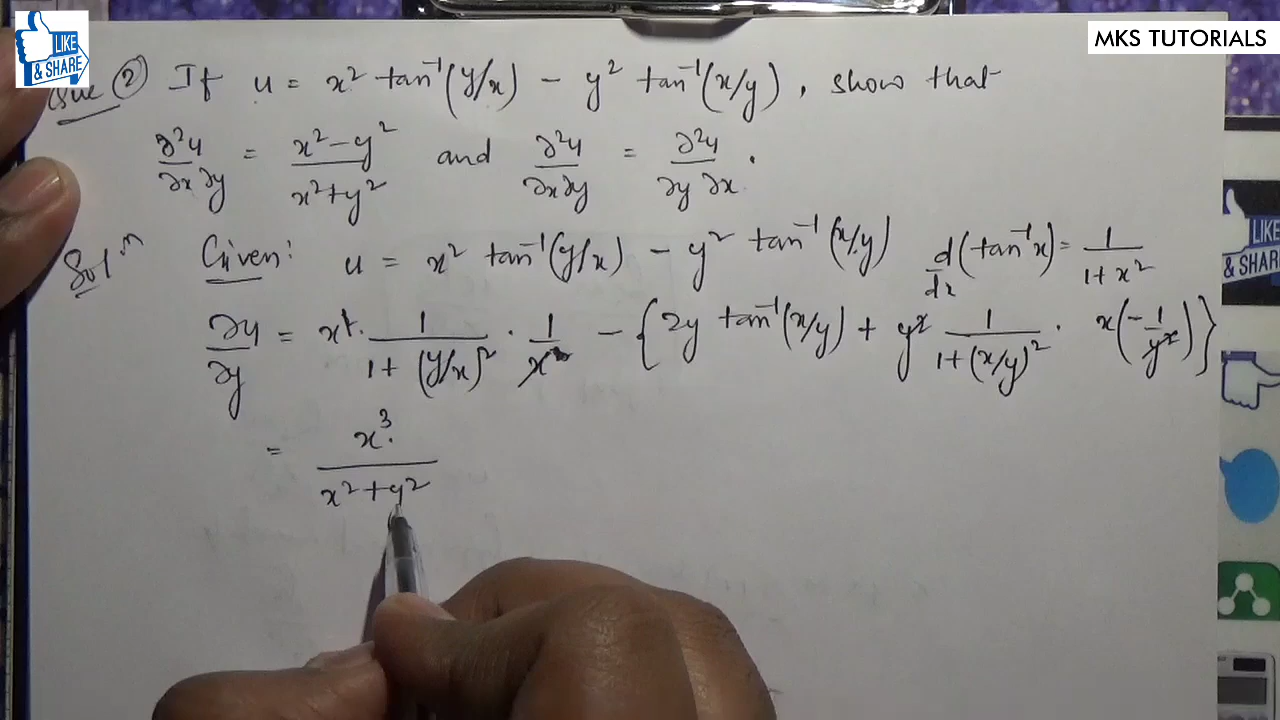 LIKE & SHARE
MKS TUTORIALS
Que ② If u = x² tan⁻¹(y/x) − y² tan⁻¹(x/y), show that
∂²u/∂x∂y = (x²−y²)/(x²+y²) and ∂²u/∂x∂y = ∂²u/∂y∂x.
Solⁿ Given: u = x² tan⁻¹(y/x) − y² tan⁻¹(x/y) d/dx (tan⁻¹x) = 1/(1+x²)
∂u/∂y = x² · 1/(1+(y/x)²) · 1/x − {2y tan⁻¹(x/y) + y² 1/(1+(x/y)²) · x(−1/y²)}
= x³/(x²+y²)
LIKE
& SHARE